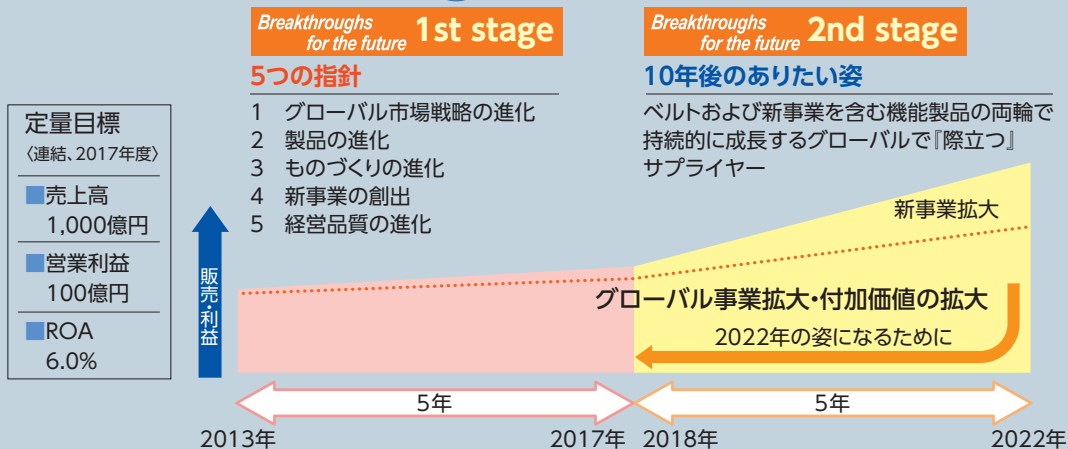 Breakthroughs
for the future 1st stage
5つの指針
1 グローバル市場戦略の進化
2 製品の進化
3 ものづくりの進化
4 新事業の創出
5 経営品質の進化
Breakthroughs
for the future 2nd stage
10年後のありたい姿
ベルトおよび新事業を含む機能製品の両輪で
持続的に成長するグローバルで『際立つ』
サプライヤー
定量目標
〈連結、2017年度〉
■売上高
1,000億円
■営業利益
100億円
■ROA
6.0%
販売・利益
新事業拡大
グローバル事業拡大・付加価値の拡大
2022年の姿になるために
5年
5年
2013年
2017年
2018年
2022年